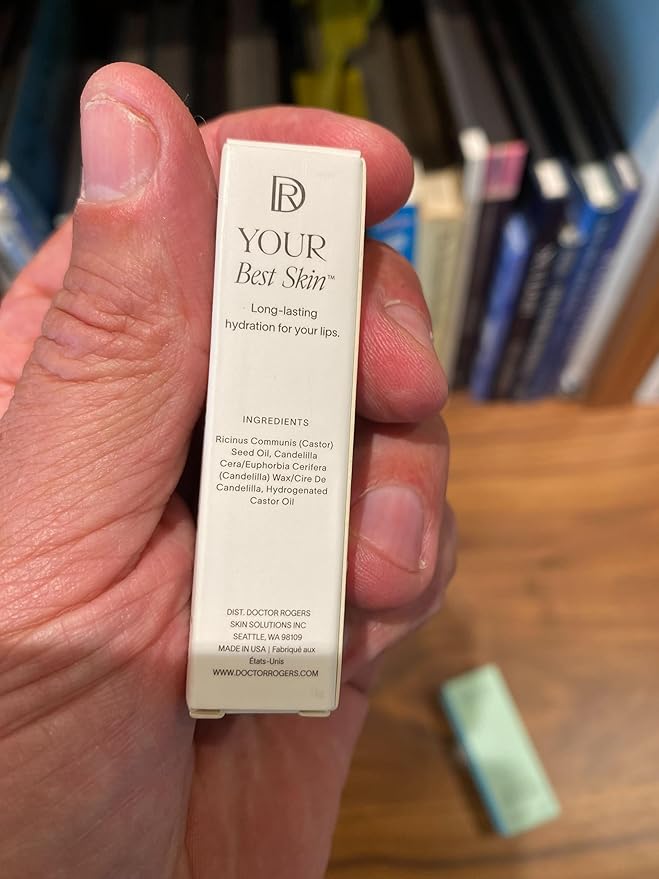 DR
YOUR
Best Skin™
Long-lasting
hydration for your lips.
INGREDIENTS
Ricinus Communis (Castor)
Seed Oil, Candelilla
Cera/Euphorbia Cerifera
(Candelilla) Wax/Cire De
Candelilla, Hydrogenated
Castor Oil
DIST. DOCTOR ROGERS
SKIN SOLUTIONS INC
SEATTLE, WA 98109
MADE IN USA | Fabriqué aux
États-Unis
WWW.DOCTORROGERS.COM